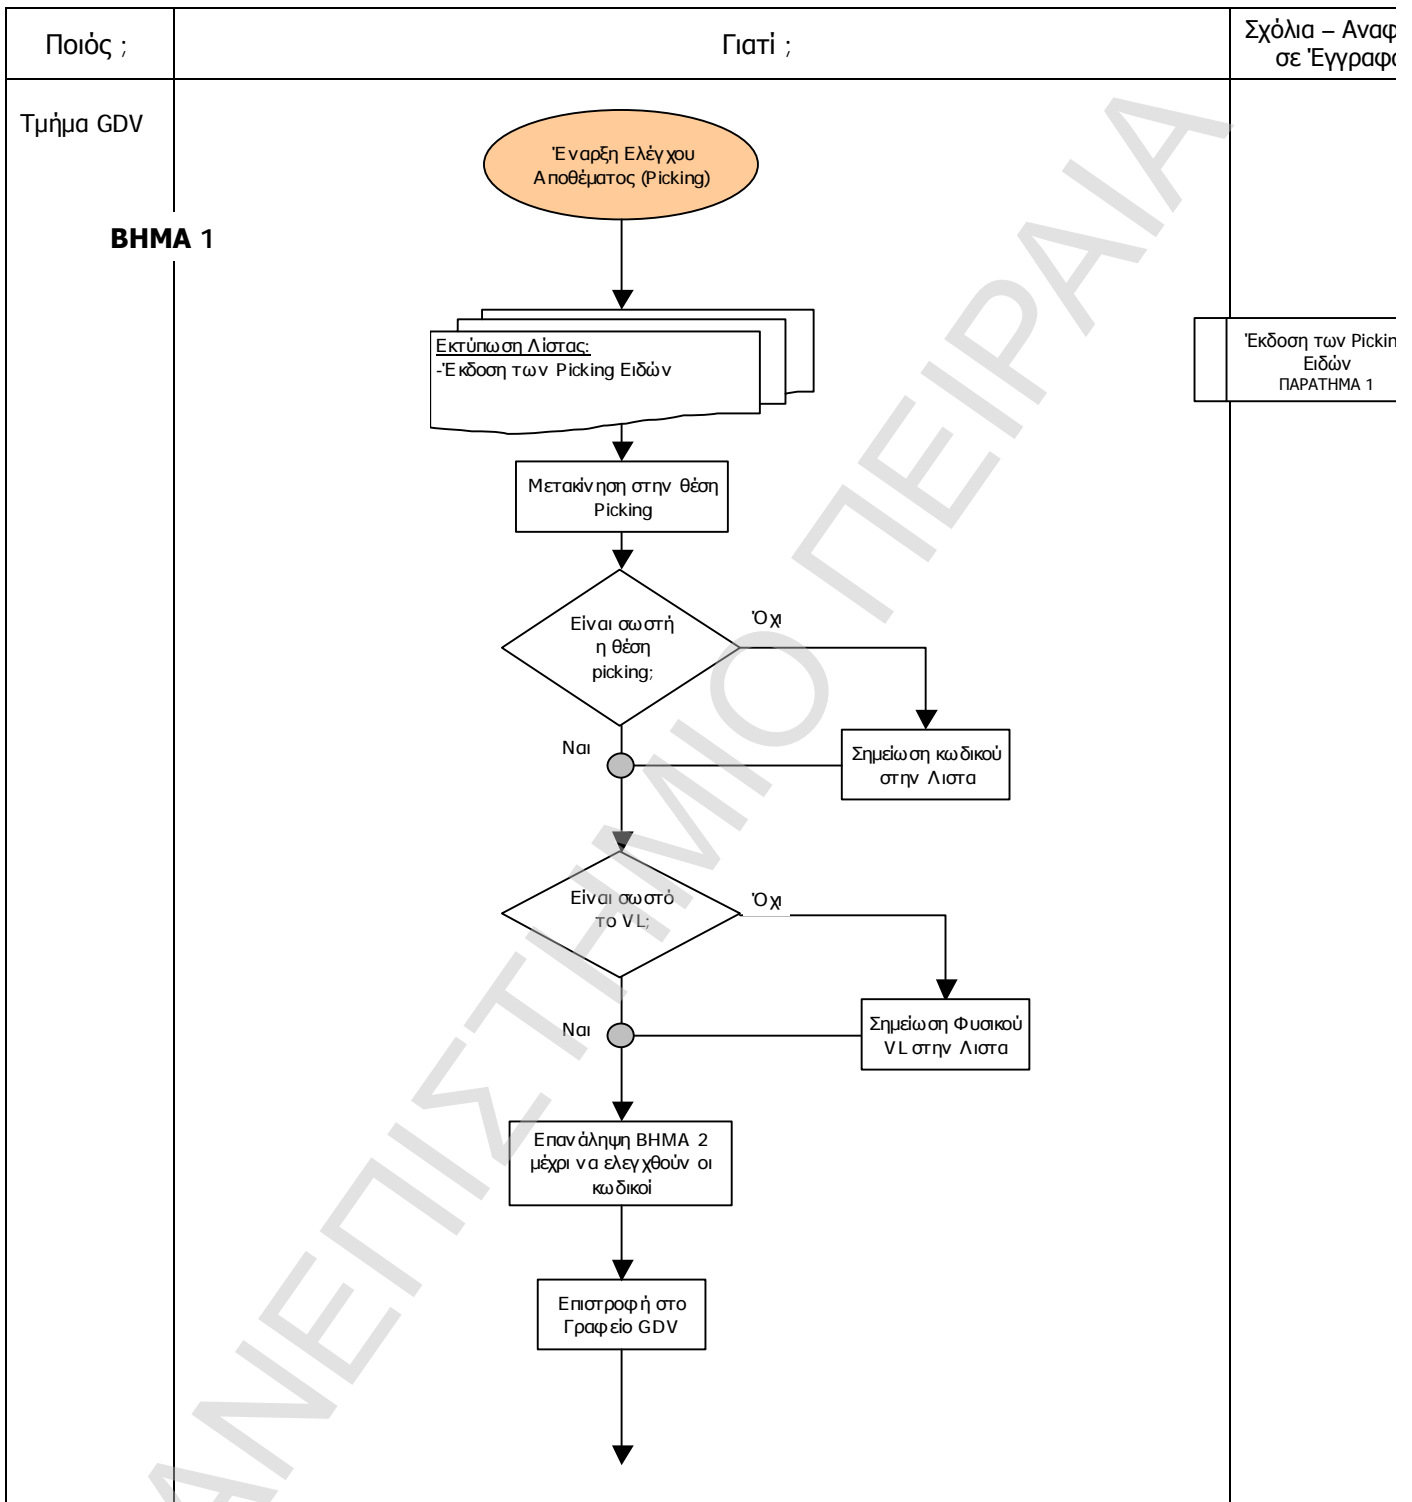 Ποιός ;
Γιατί ;
Σχόλια – Αναφ
σε Έγγραφα
Τμήμα GDV
Έναρξη Ελέγχου
Αποθέματος (Picking)
ΒΗΜΑ 1
Εκτύπωση Λίστας:
-Έκδοση των Picking Ειδών
Έκδοση των Pickin
Ειδών
ΠΑΡΑΤΗΜΑ 1
Μετακίνηση στην θέση
Picking
Είναι σωστή
η θέση
picking;
Όχι
Ναι
Σημείωση κωδικού
στην Λιστα
Είναι σωστό
το VL;
Όχι
Ναι
Σημείωση Φυσικού
VL στην Λιστα
Επανάληψη ΒΗΜΑ 2
μέχρι να ελεγχθούν οι
κωδικοί
Επιστροφή στο
Γραφείο GDV
ΑΝΕΠΙΣΤΗΜΙΟ ΠΕΙΡΑΙΑ